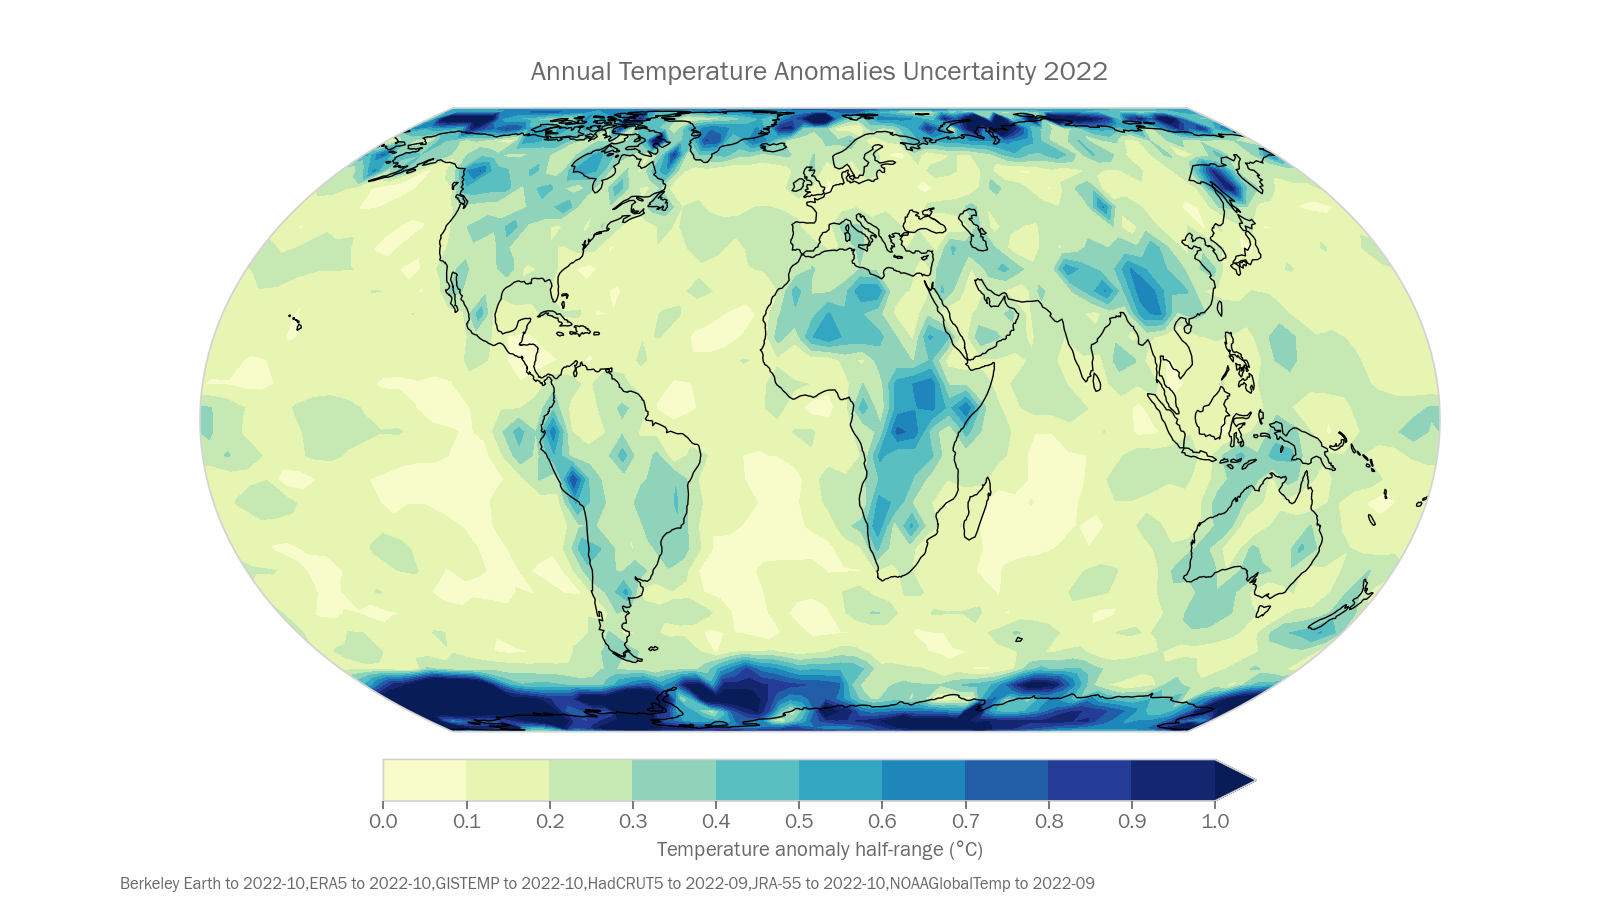 Annual Temperature Anomalies Uncertainty 2022
0.0 0.1 0.2 0.3 0.4 0.5 0.6 0.7 0.8 0.9 1.0
Temperature anomaly half-range (°C)
Berkeley Earth to 2022-10,ERA5 to 2022-10,GISTEMP to 2022-10,HadCRUT5 to 2022-09,JRA-55 to 2022-10,NOAAGlobalTemp to 2022-09